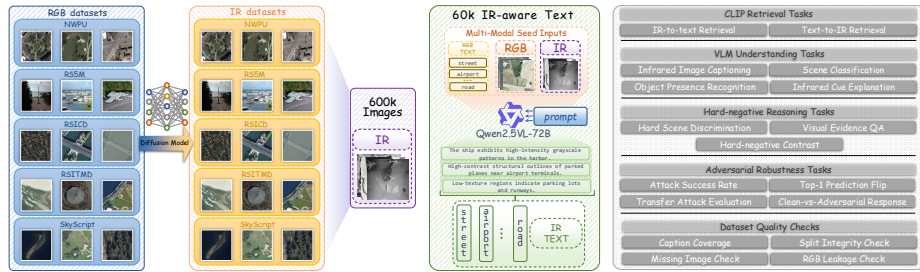 RGB datasets
NWPU
RS5M
RSICD
RSITMD
SkyScript
Diffusion Model
IR datasets
NWPU
RS5M
RSICD
RSITMD
SkyScript
600k
Images
IR
60k IR-aware Text
Multi-Modal Seed Inputs
RGB
TEXT
street
airport
...
road
RGB
IR
prompt
Qwen2.5VL-72B
The ship exhibits high-intensity grayscale
patterns in the harbor.
High-contrast structural outlines of parked
planes near airport terminals.
Low-texture regions indicate parking lots
and runways.
street
airport
...
road
IR
TEXT
CLIP Retrieval Tasks
IR-to-text Retrieval
Text-to-IR Retrieval
VLM Understanding Tasks
Infrared Image Captioning
Scene Classification
Object Presence Recognition
Infrared Cue Explanation
Hard-negative Reasoning Tasks
Hard Scene Discrimination
Visual Evidence QA
Hard-negative Contrast
Adversarial Robustness Tasks
Attack Success Rate
Top-1 Prediction Flip
Transfer Attack Evaluation
Clean-vs-Adversarial Response
Dataset Quality Checks
Caption Coverage
Split Integrity Check
Missing Image Check
RGB Leakage Check